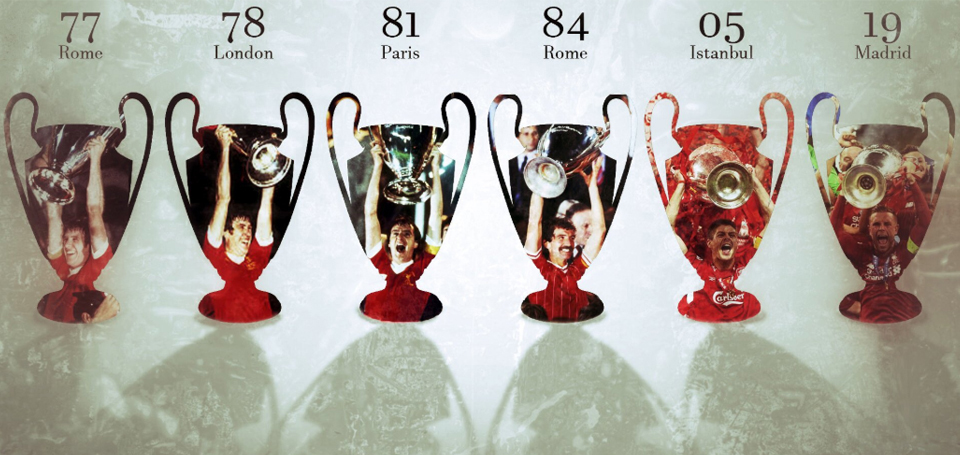 77
Rome
78
London
81
Paris
84
Rome
05
Istanbul
19
Madrid
Carlsberg